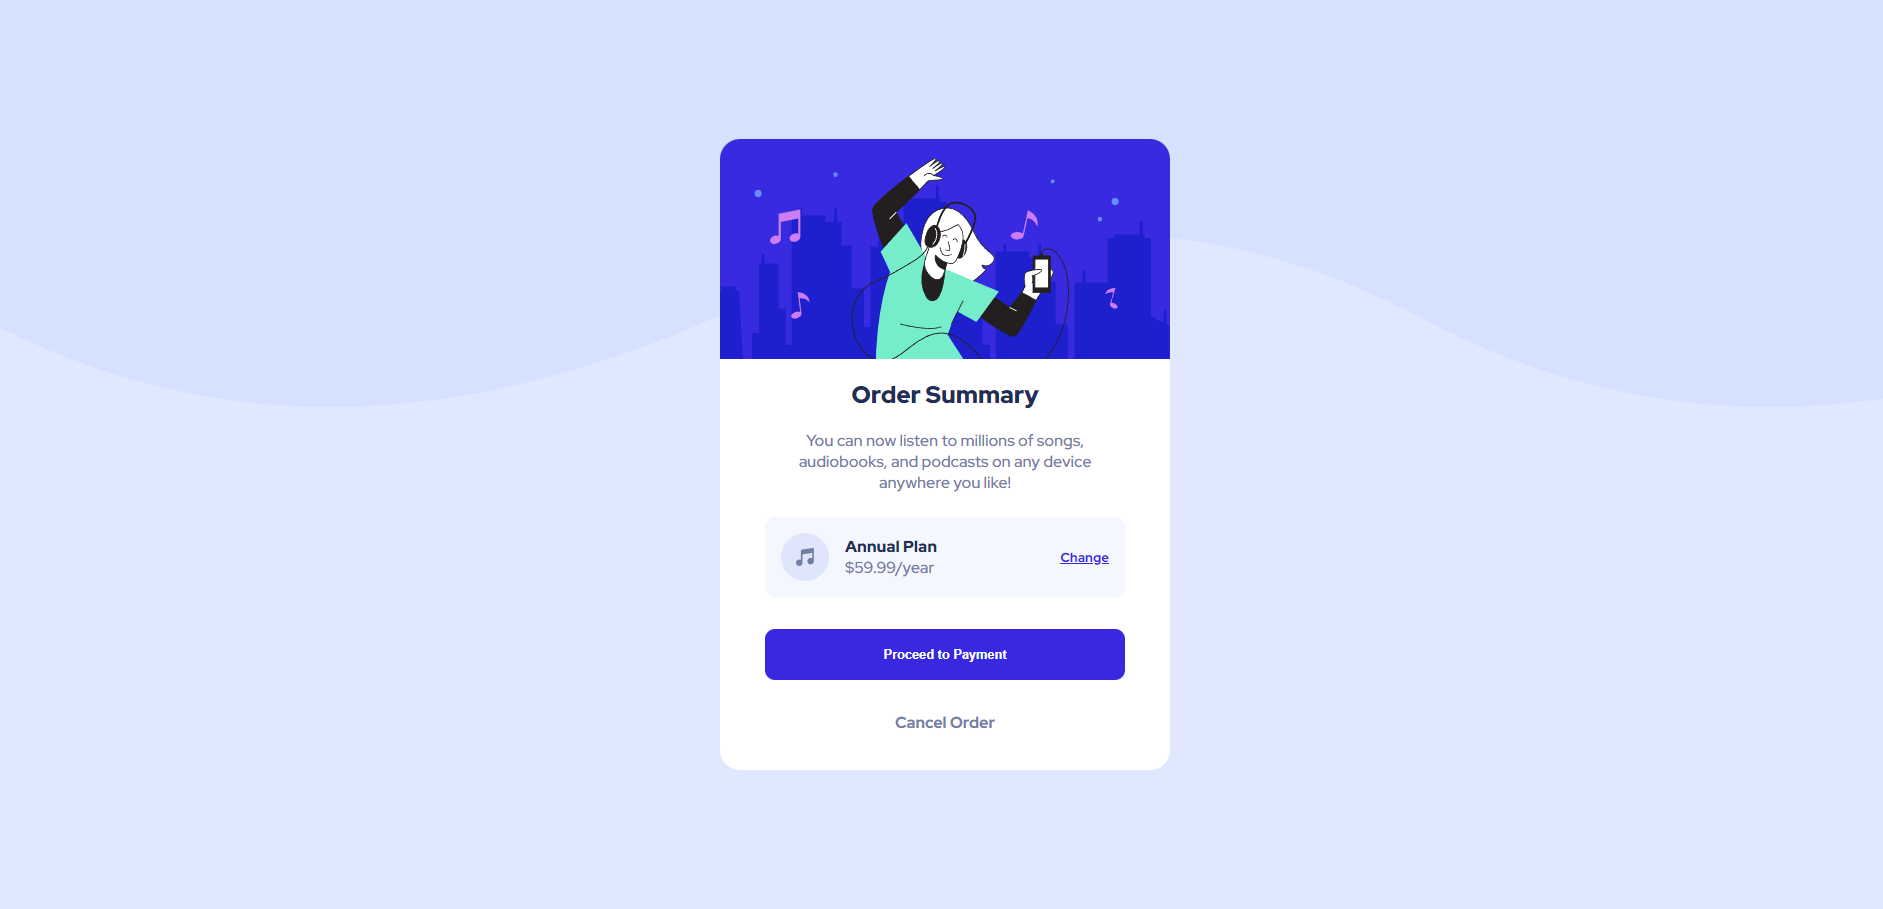 Order Summary
You can now listen to millions of songs,
audiobooks, and podcasts on any device
anywhere you like!
Annual Plan
$59.99/year
Change
Proceed to Payment
Cancel Order